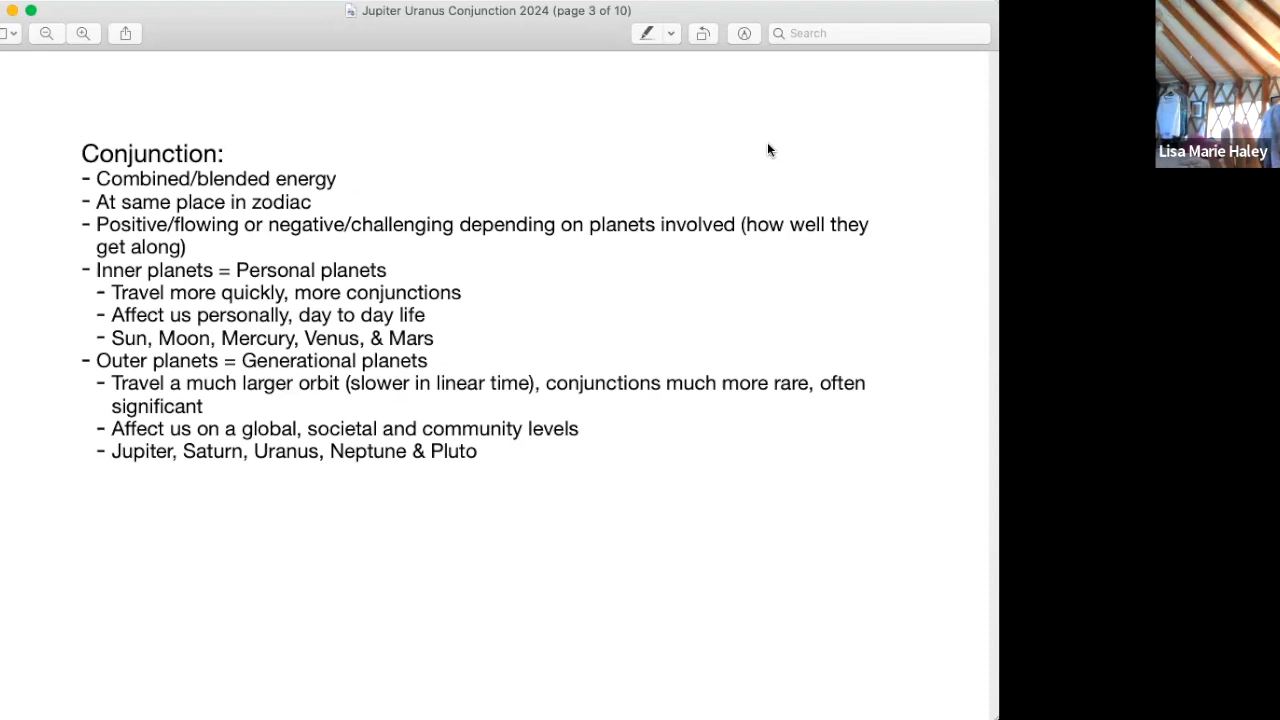 Jupiter Uranus Conjunction 2024 (page 3 of 10)
Search
Conjunction:
- Combined/blended energy
- At same place in zodiac
- Positive/flowing or negative/challenging depending on planets involved (how well they
get along)
- Inner planets = Personal planets
- Travel more quickly, more conjunctions
- Affect us personally, day to day life
- Sun, Moon, Mercury, Venus, & Mars
- Outer planets = Generational planets
- Travel a much larger orbit (slower in linear time), conjunctions much more rare, often
significant
- Affect us on a global, societal and community levels
- Jupiter, Saturn, Uranus, Neptune & Pluto
Lisa Marie Haley